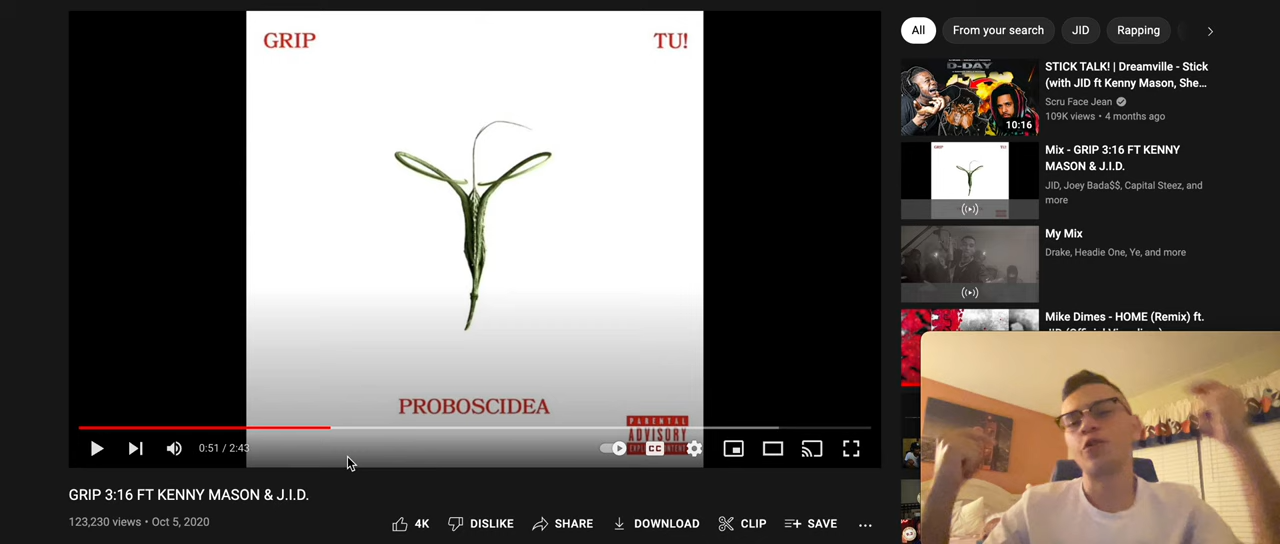 GRIP
TU!
PROBOSCIDEA
PARENTAL
ADVISORY
0:51 / 2:43
CC
GRIP 3:16 FT KENNY MASON & J.I.D.
123,230 views • Oct 5, 2020
4K
DISLIKE
SHARE
DOWNLOAD
CLIP
SAVE
All
From your search
JID
Rapping
D-DAY
10:16
STICK TALK! | Dreamville - Stick
(with JID ft Kenny Mason, She...
Scru Face Jean
109K views • 4 months ago
GRIP
TU!
Mix - GRIP 3:16 FT KENNY
MASON & J.I.D.
JID, Joey Bada$$, Capital Steez, and
more
My Mix
Drake, Headie One, Ye, and more
Mike Dimes - HOME (Remix) ft.